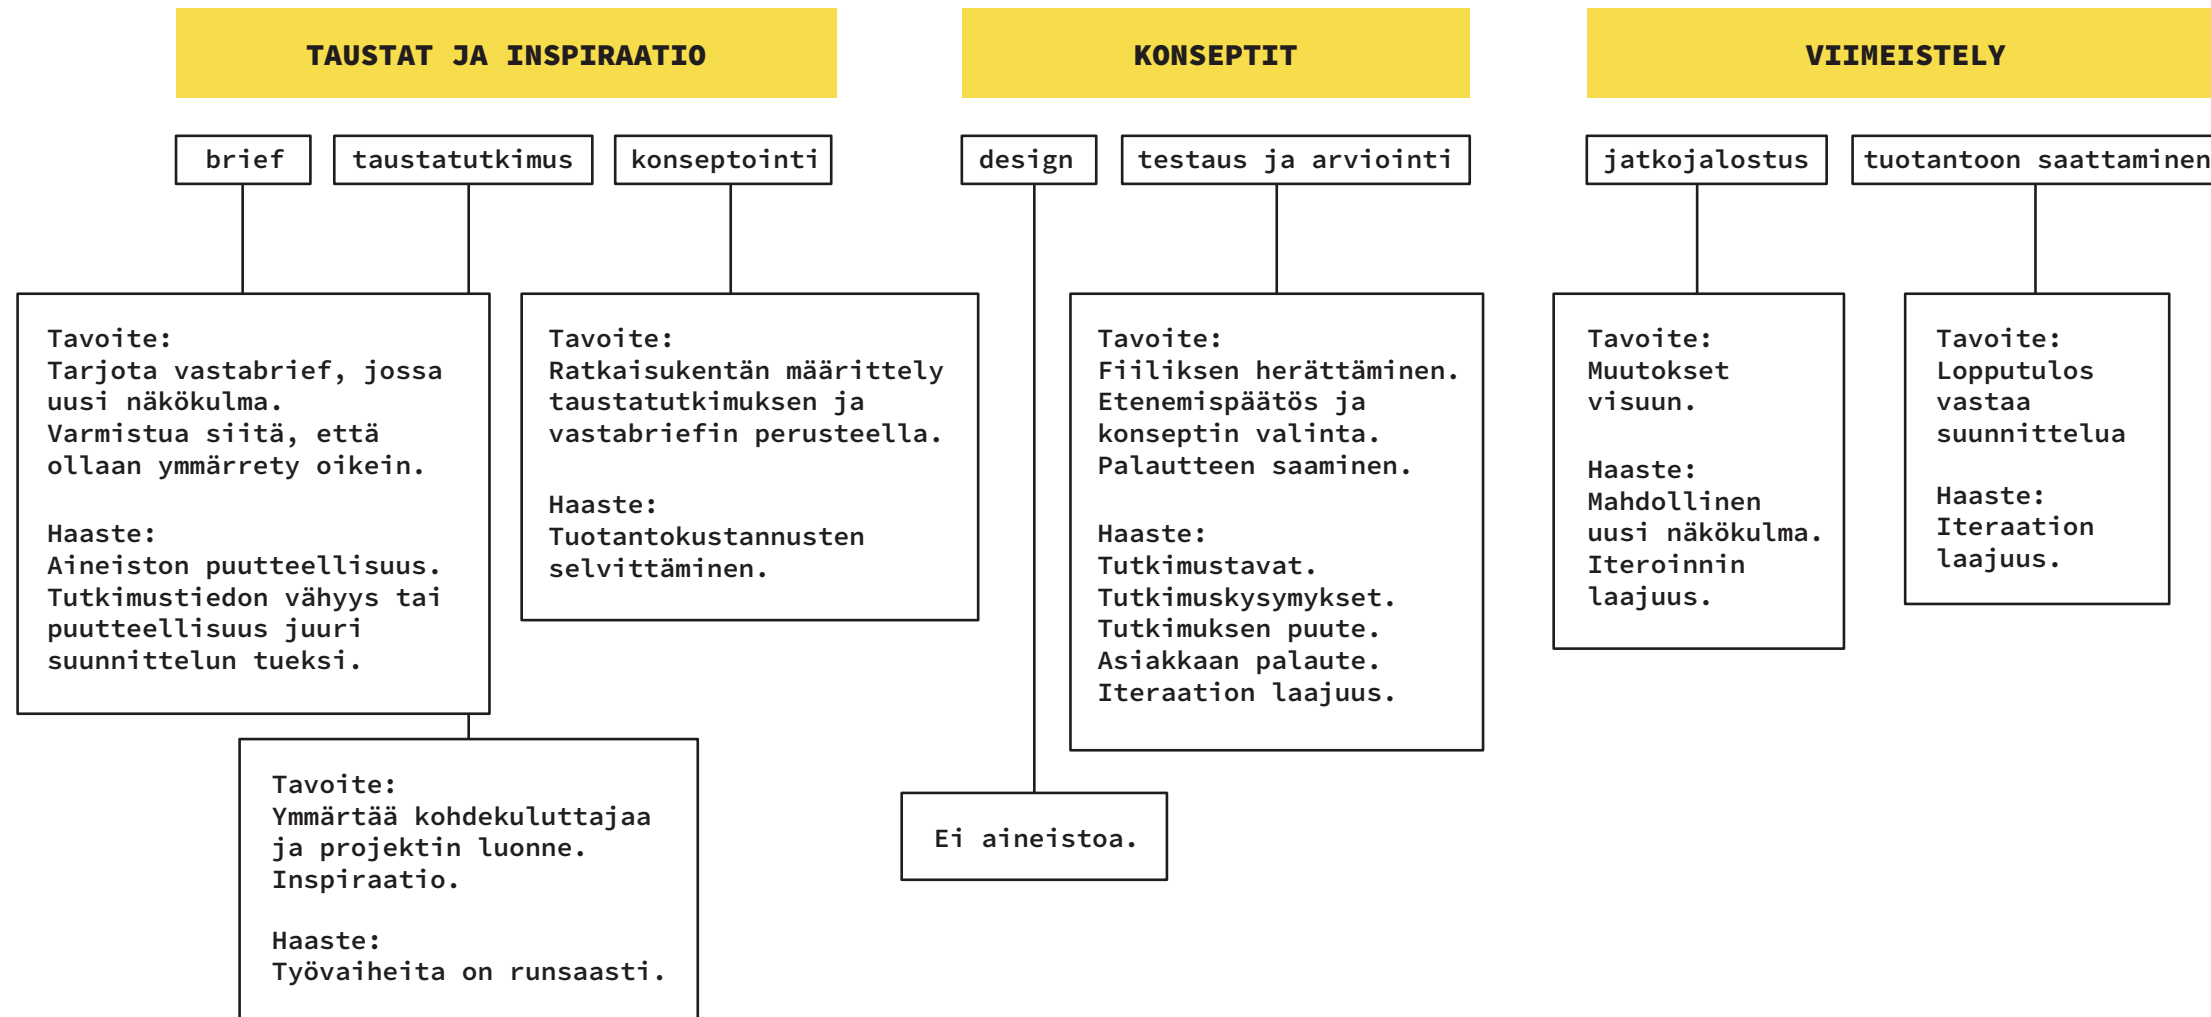 TAUSTAT JA INSPIRAATIO
KONSEPTIT
VIIMEISTELY
brief
taustatutkimus
konseptointi
design
testaus ja arviointi
jatkojalostus
tuotantoon saattaminen
Tavoite:
Tarjota vastabrief, jossa
uusi näkökulma.
Varmistua siitä, että
ollaan ymmärrety oikein.
Haaste:
Aineiston puutteellisuus.
Tutkimustiedon vähyys tai
puutteellisuus juuri
suunnittelun tueksi.
Tavoite:
Ratkaisukentän määrittely
taustatutkimuksen ja
vastabriefin perusteella.
Haaste:
Tuotantokustannusten
selvittäminen.
Tavoite:
Fiiliksen herättäminen.
Etenemispäätös ja
konseptin valinta.
Palautteen saaminen.
Haaste:
Tutkimustavat.
Tutkimuskysymykset.
Tutkimuksen puute.
Asiakkaan palaute.
Iteraation laajuus.
Tavoite:
Muutokset
visuun.
Haaste:
Mahdollinen
uusi näkökulma.
Iteroinnin
laajuus.
Tavoite:
Lopputulos
vastaa
suunnittelua
Haaste:
Iteraation
laajuus.
Tavoite:
Ymmärtää kohdekuluttajaa
ja projektin luonne.
Inspiraatio.
Haaste:
Työvaiheita on runsaasti.
Ei aineistoa.